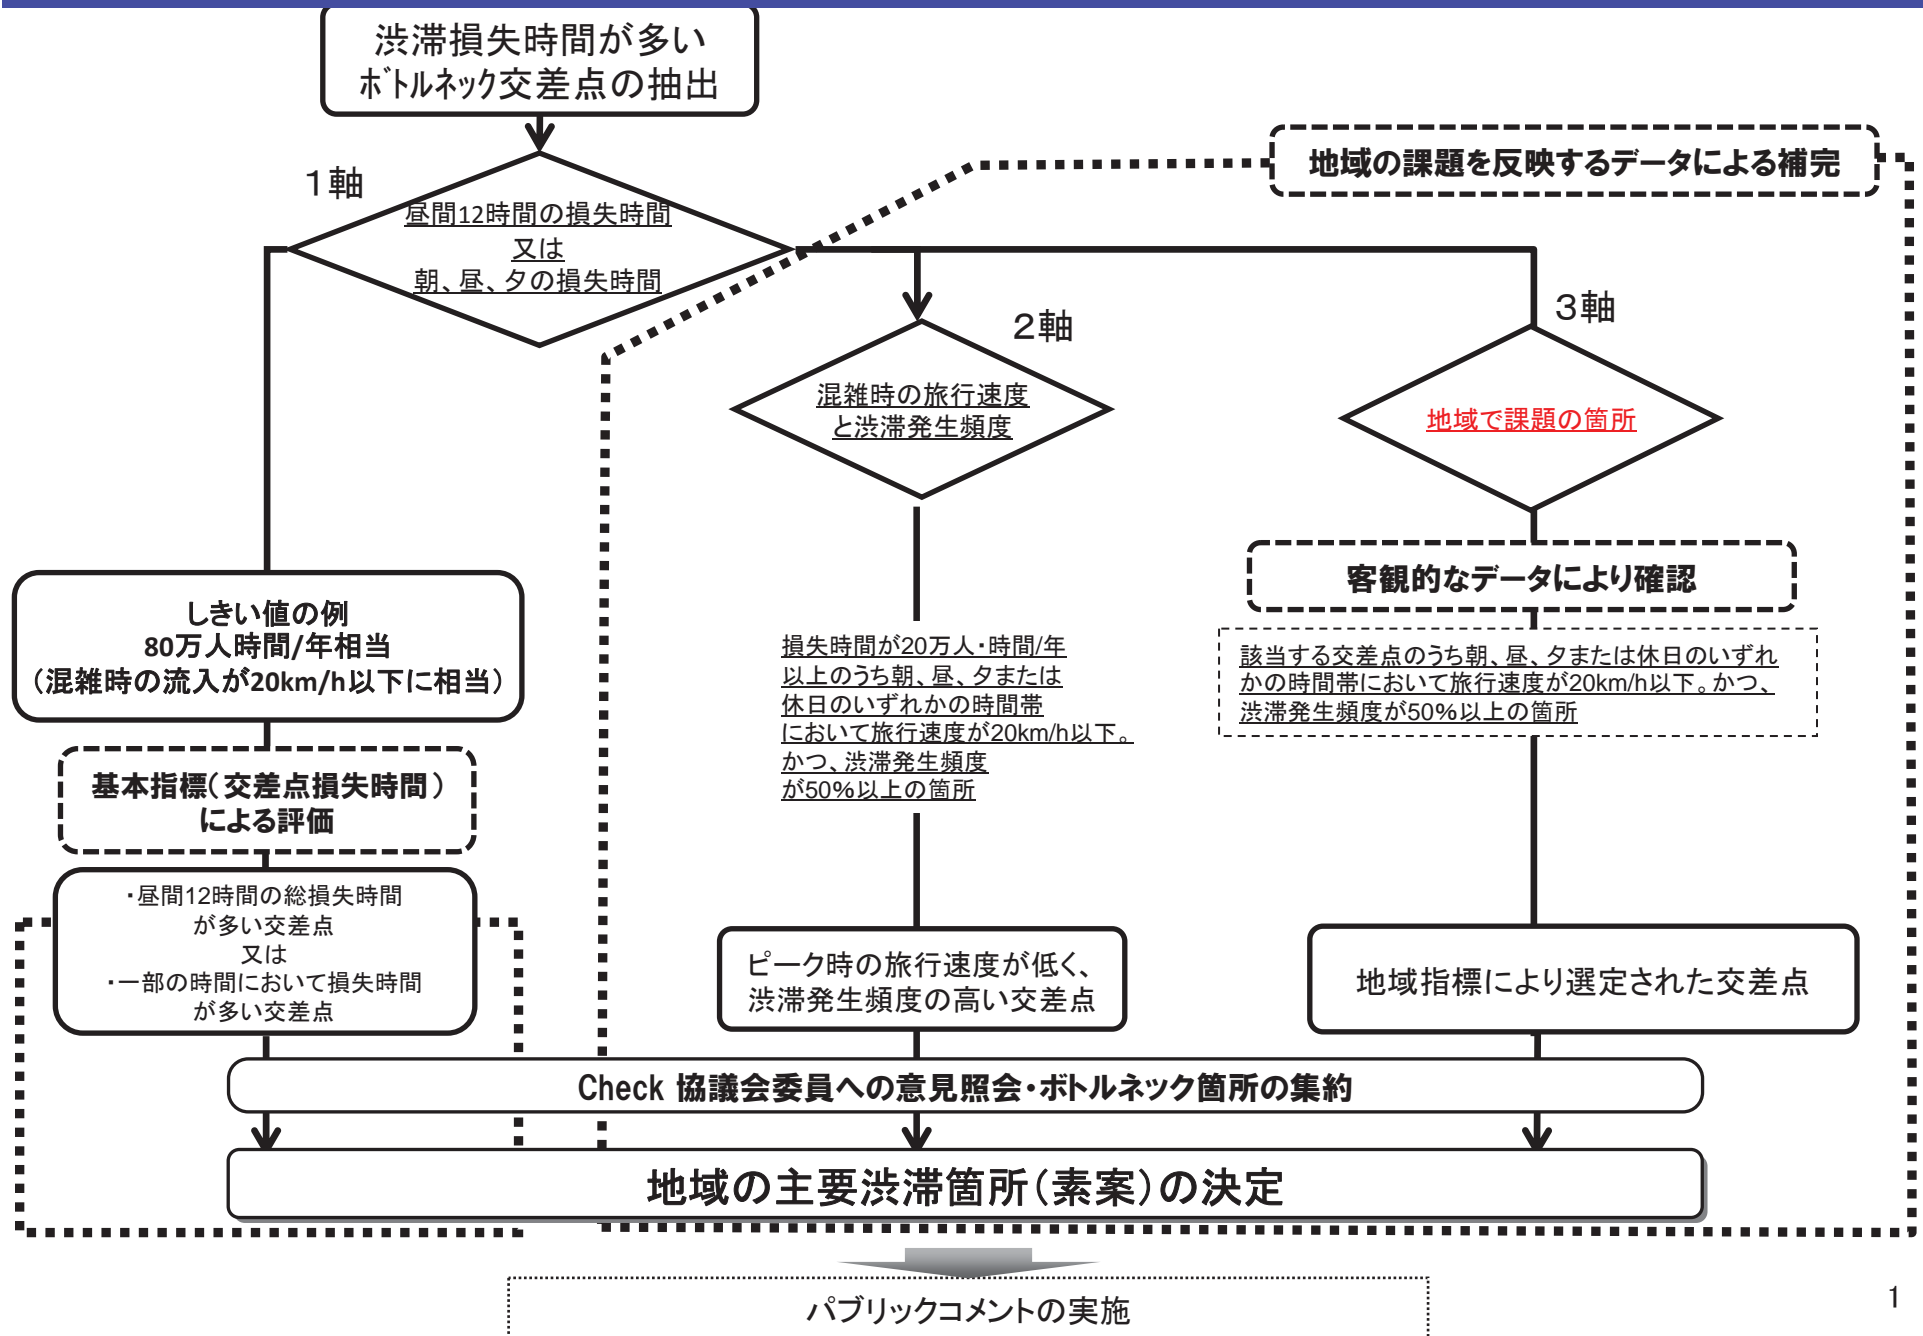 渋滞損失時間が多い
ﾎﾞﾄﾙﾈｯｸ交差点の抽出
1軸
昼間12時間の損失時間
又は
朝、昼、夕の損失時間
地域の課題を反映するデータによる補完
2軸
混雑時の旅行速度
と渋滞発生頻度
3軸
地域で課題の箇所
しきい値の例
80万人時間/年相当
（混雑時の流入が20km/h以下に相当）
基本指標（交差点損失時間）
による評価
・昼間12時間の総損失時間
が多い交差点
又は
・一部の時間において損失時間
が多い交差点
損失時間が20万人・時間/年
以上のうち朝、昼、夕または
休日のいずれかの時間帯
において旅行速度が20km/h以下。
かつ、渋滞発生頻度
が50%以上の箇所
ピーク時の旅行速度が低く、
渋滞発生頻度の高い交差点
客観的なデータにより確認
該当する交差点のうち朝、昼、夕または休日のいずれ
かの時間帯において旅行速度が20km/h以下。かつ、
渋滞発生頻度が50%以上の箇所
地域指標により選定された交差点
Check 協議会委員への意見照会・ボトルネック箇所の集約
地域の主要渋滞箇所（素案）の決定
パブリックコメントの実施
1